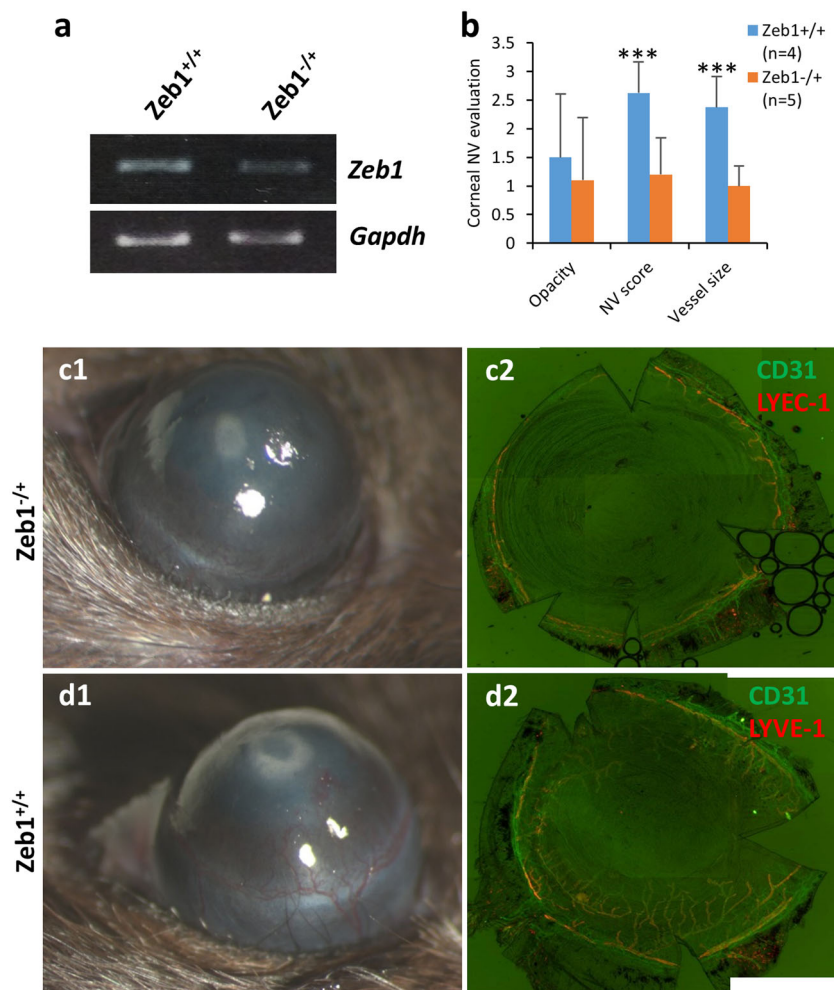 a
Zeb1+/+
Zeb1-/+
Zeb1
Gapdh
b
Corneal NV evaluation
3.5
3
2.5
2
1.5
1
0.5
0
***
***
Opacity
NV score
Vessel size
Zeb1+/+
(n=4)
Zeb1-/+
(n=5)
Zeb1-/+
c1
c2
CD31
LYEC-1
Zeb1+/+
d1
d2
CD31
LYVE-1